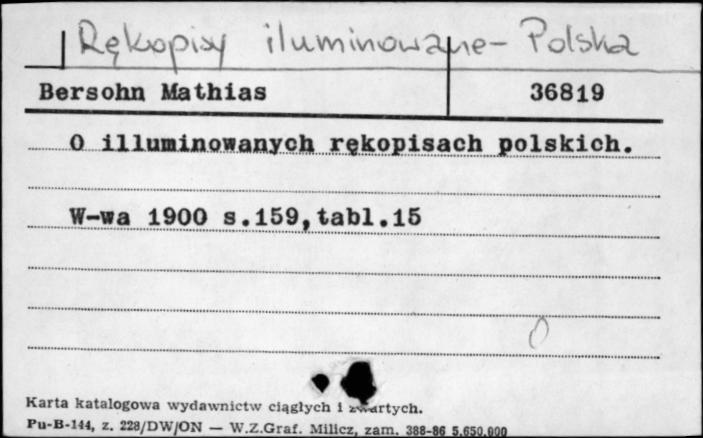 Rękopisy iluminowane - Polska
Bersohn Mathias 36819
O illuminowanych rękopisach polskich.
W-wa 1900 s.159,tabl.15
Karta katalogowa wydawnictw ciągłych i zwartych.
Pu-B-144, z. 228/DW/ON — W.Z.Graf. Milicz, zam. 388-86 5.650.000